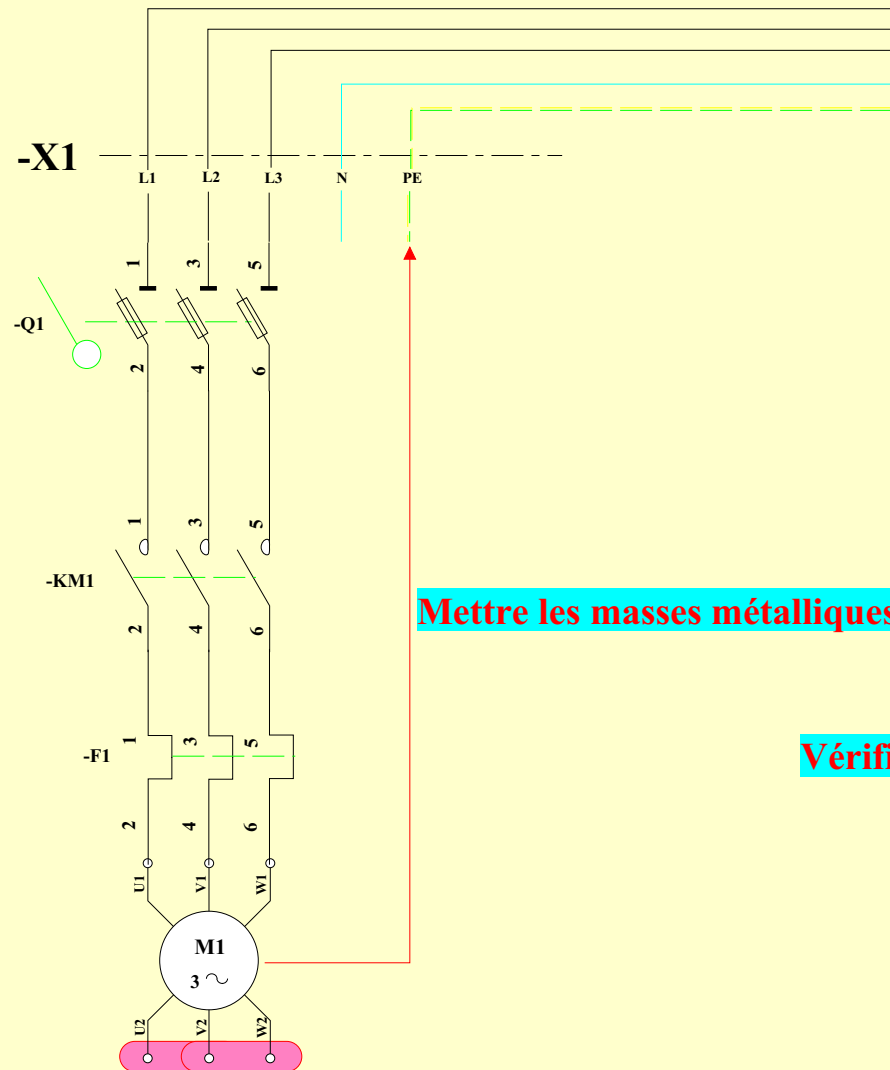 -X1
L1 L2 L3 N PE
1 3 5
-Q1
2 4 6
1 3 5
-KM1
Mettre les masses métalliques
2 4 6
1 3 5
-F1
Vérifi
2 4 6
U1 V1 W1
M1
3 ~
U2 V2 W2